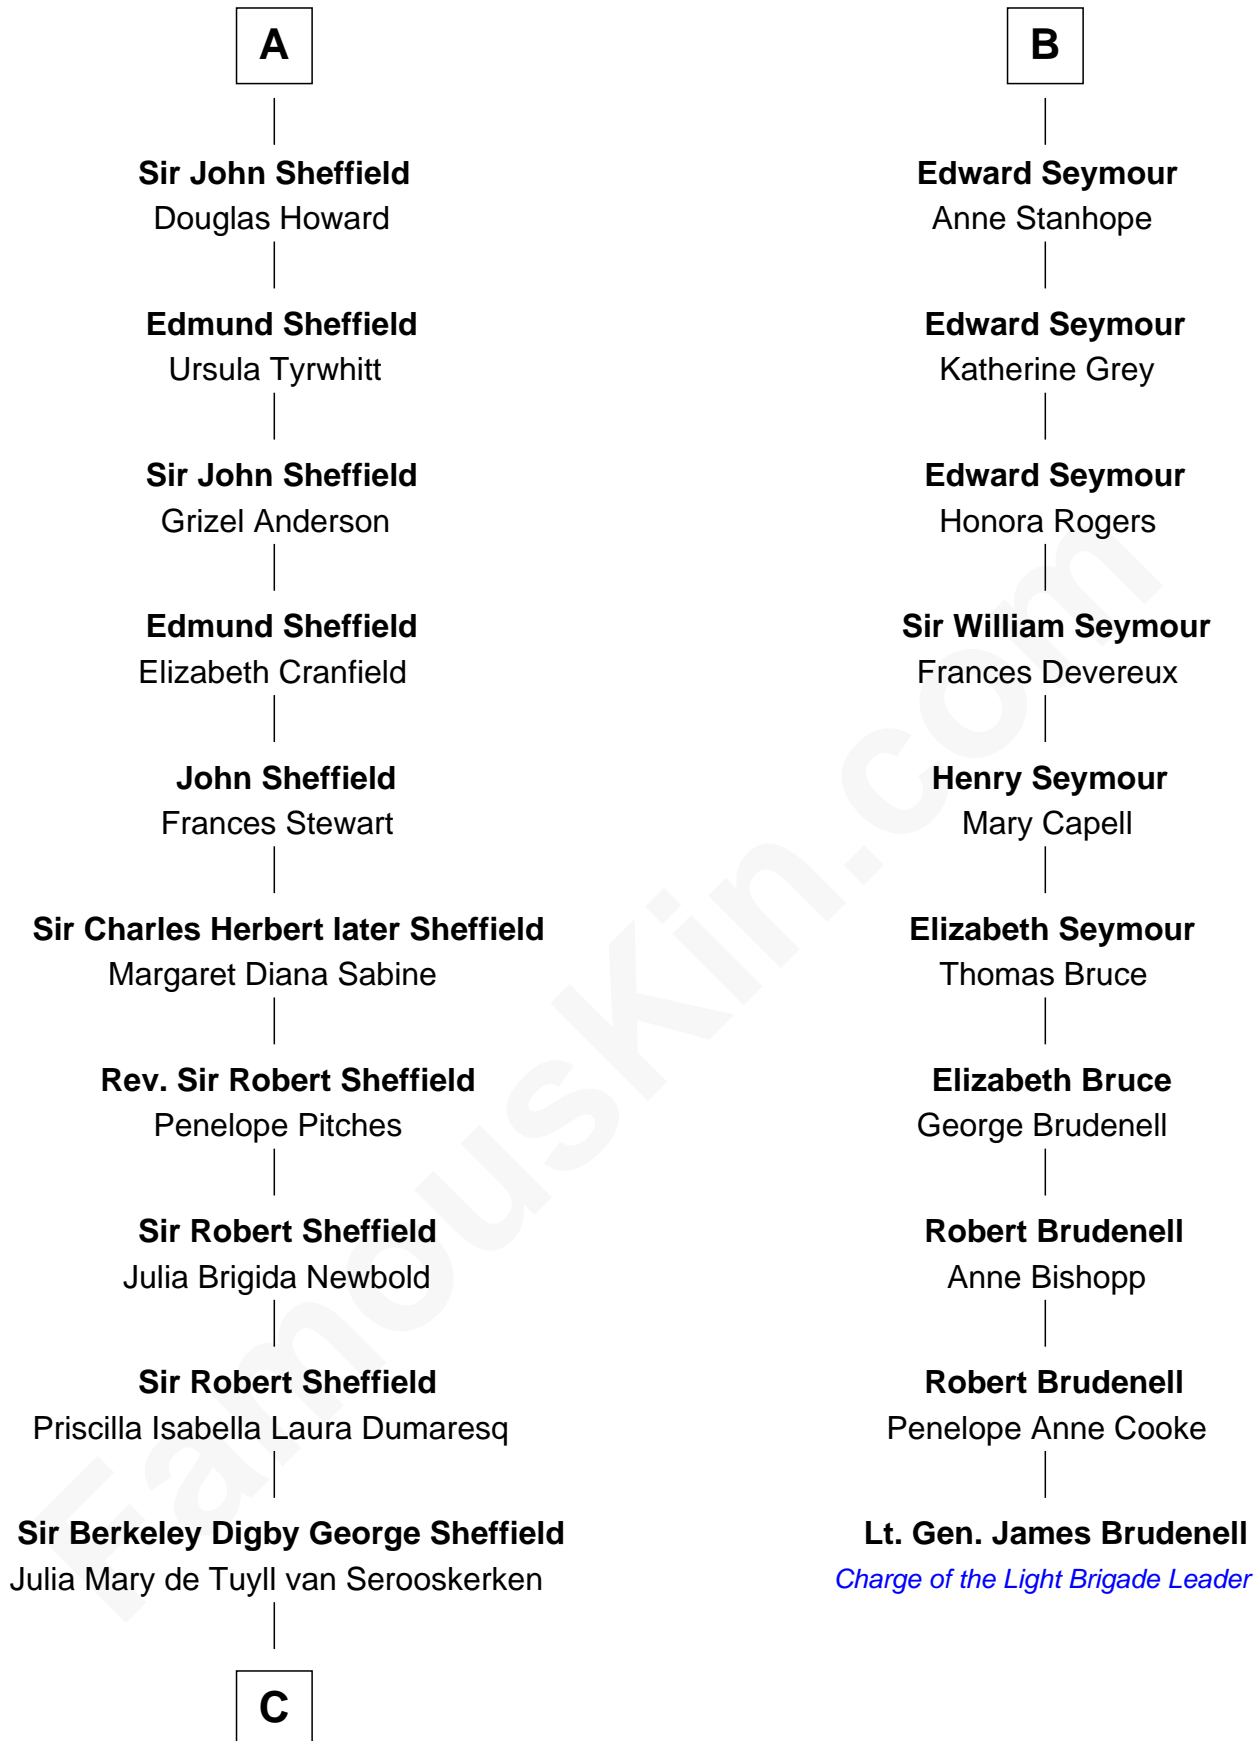 A
Sir John Sheffield
Douglas Howard
Edmund Sheffield
Ursula Tyrwhitt
Sir John Sheffield
Grizel Anderson
Edmund Sheffield
Elizabeth Cranfield
John Sheffield
Frances Stewart
Sir Charles Herbert later Sheffield
Margaret Diana Sabine
Rev. Sir Robert Sheffield
Penelope Pitches
Sir Robert Sheffield
Julia Brigida Newbold
Sir Robert Sheffield
Priscilla Isabella Laura Dumaresq
Sir Berkeley Digby George Sheffield
Julia Mary de Tuyll van Serooskerken
C
B
Edward Seymour
Anne Stanhope
Edward Seymour
Katherine Grey
Edward Seymour
Honora Rogers
Sir William Seymour
Frances Devereux
Henry Seymour
Mary Capell
Elizabeth Seymour
Thomas Bruce
Elizabeth Bruce
George Brudenell
Robert Brudenell
Anne Bishopp
Robert Brudenell
Penelope Anne Cooke
Lt. Gen. James Brudenell
Charge of the Light Brigade Leader
FamousKin.com